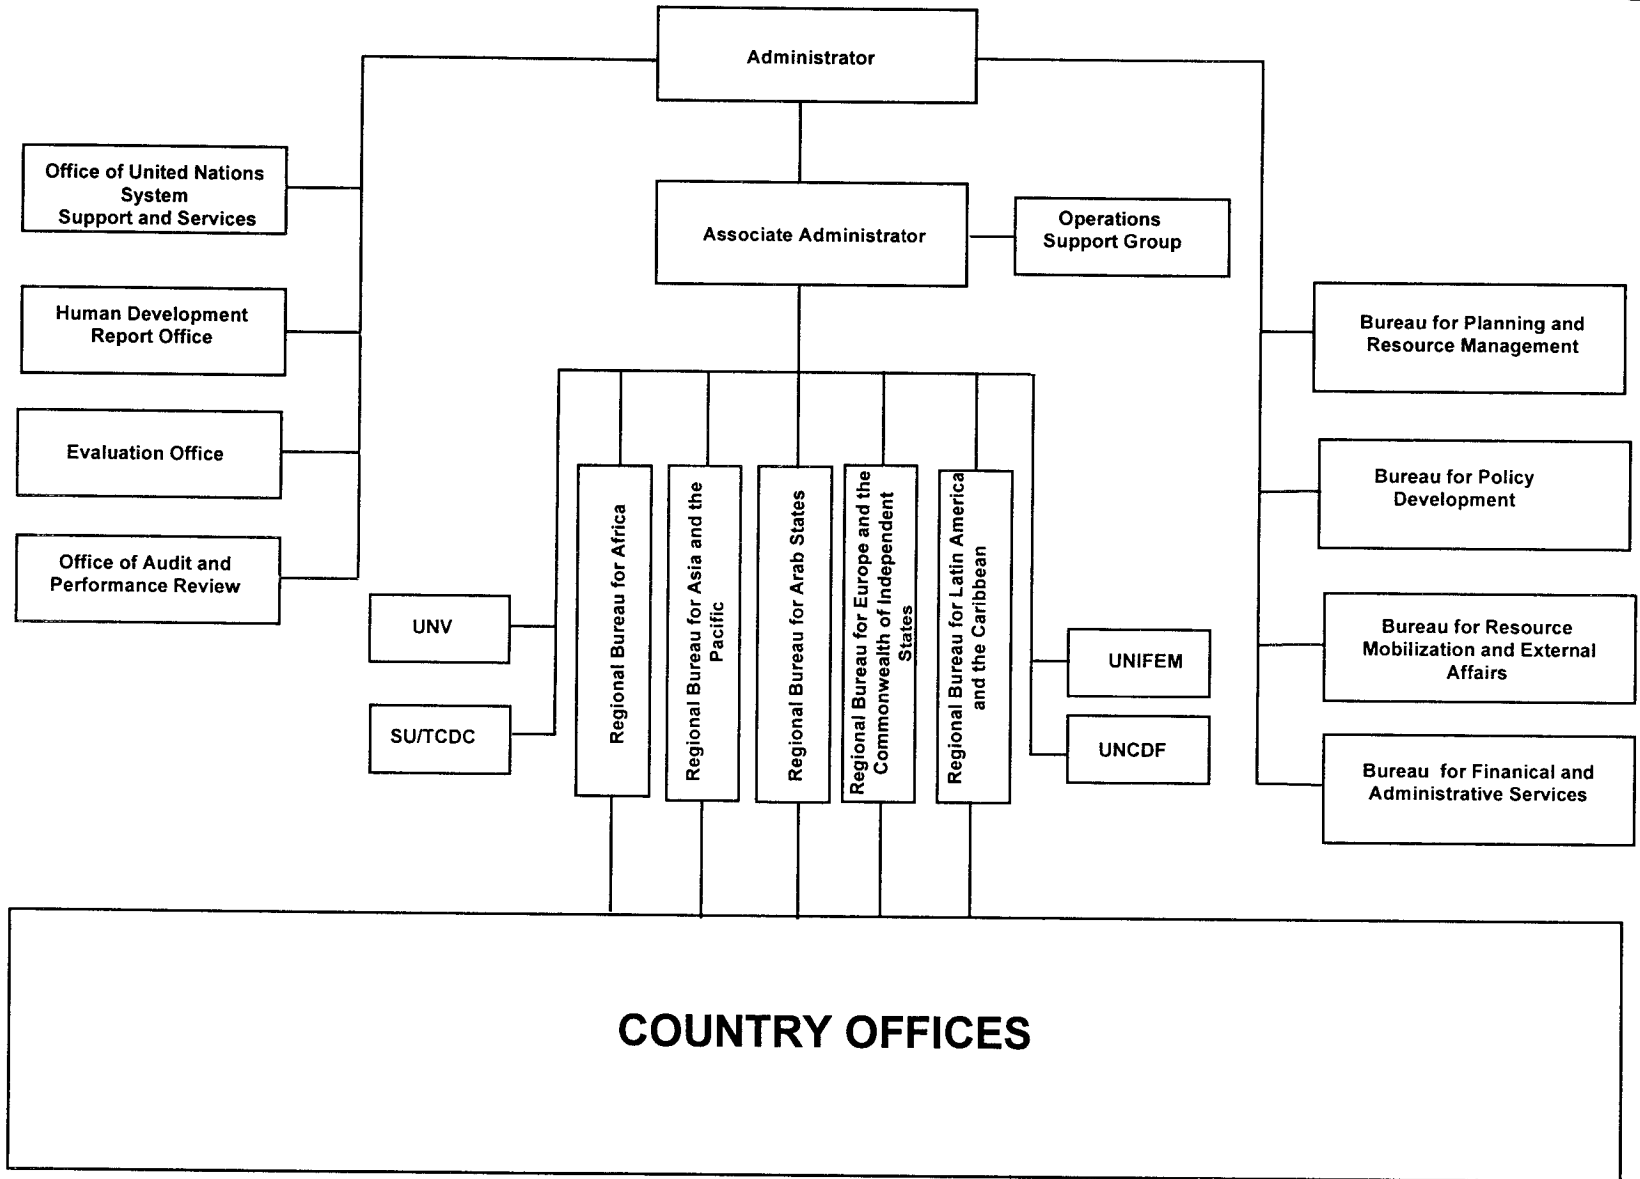 Administrator
Office of United Nations
System
Support and Services
Associate Administrator
Operations
Support Group
Human Development
Report Office
Bureau for Planning and
Resource Management
Evaluation Office
Bureau for Policy
Development
Office of Audit and
Performance Review
UNV
SU/TCDC
Regional Bureau for Africa
Regional Bureau for Asia and the
Pacific
Regional Bureau for Arab States
Regional Bureau for Europe and the
Commonwealth of Independent
States
Regional Bureau for Latin America
and the Caribbean
UNIFEM
UNCDF
Bureau for Resource
Mobilization and External
Affairs
Bureau for Finanical and
Administrative Services
COUNTRY OFFICES